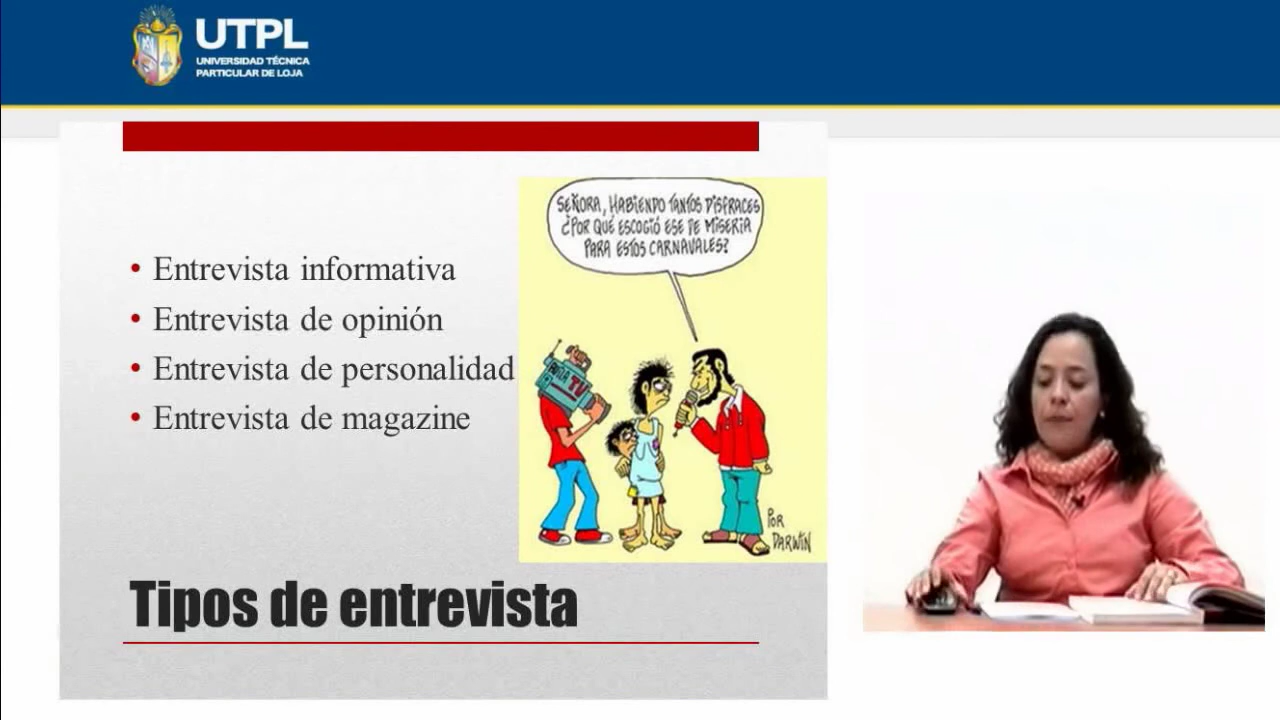 UTPL
UNIVERSIDAD TÉCNICA
PARTICULAR DE LOJA
SEÑORA, HABIENDO TANTOS DISFRACES
¿POR QUÉ ESCOGIÓ ESE DE MISERIA
PARA ESTOS CARNAVALES?
• Entrevista informativa
• Entrevista de opinión
• Entrevista de personalidad
• Entrevista de magazine
TV
POR
DARWIN
Tipos de entrevista